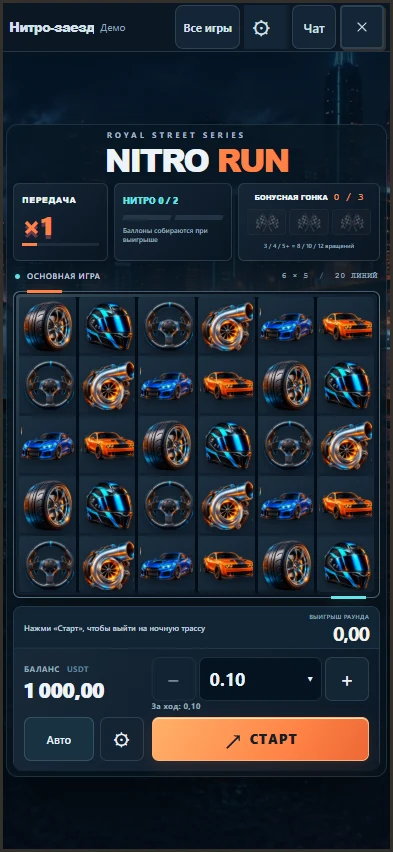 Нитро-заезд Демо
Все игры
Чат
×
ROYAL STREET SERIES
NITRO RUN
ПЕРЕДАЧА
×1
НИТРО 0 / 2
Баллоны собираются при
выигрыше
БОНУСНАЯ ГОНКА 0 / 3
3 / 4 / 5+ = 8 / 10 / 12 вращений
ОСНОВНАЯ ИГРА
6 × 5 / 20 линий
Нажми «Старт», чтобы выйти на ночную трассу
ВЫИГРЫШ РАУНДА
0,00
БАЛАНС USDT
1 000,00
−
0.10
+
За ход: 0,10
Авто
СТАРТ